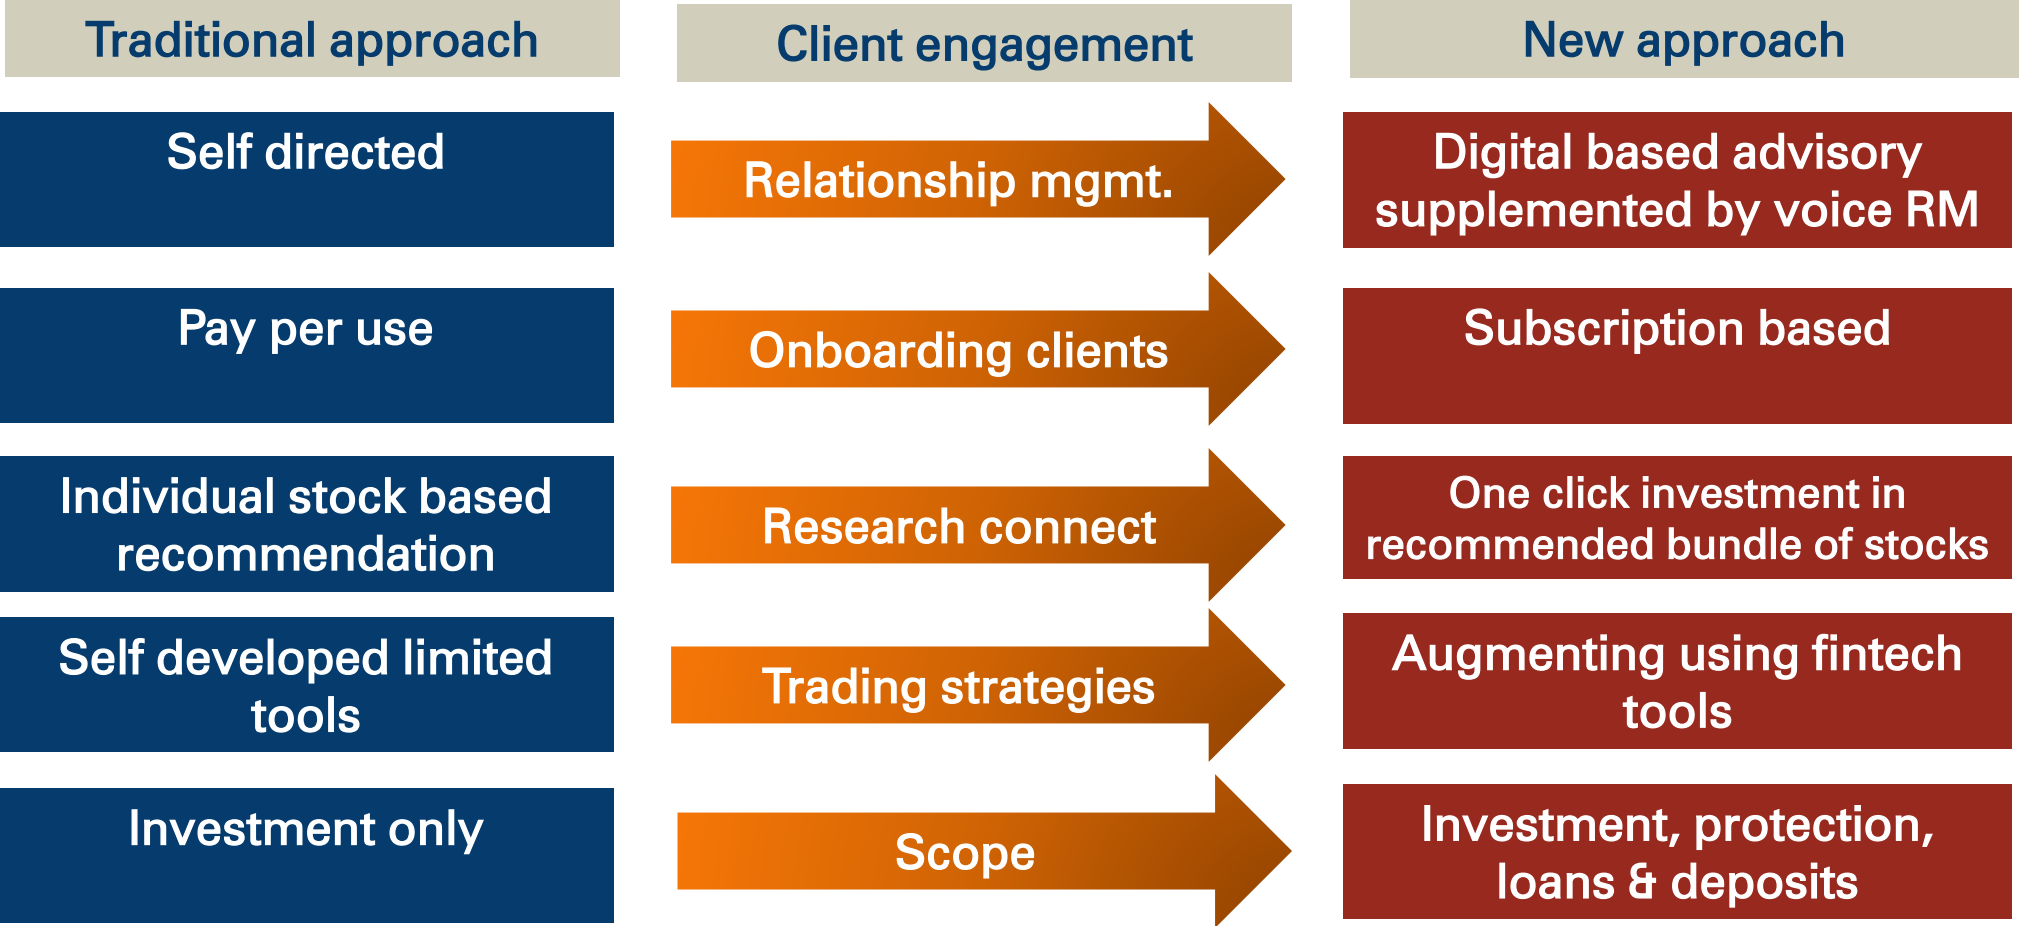 Traditional approach
Client engagement
New approach
Self directed
Relationship mgmt.
Digital based advisory
supplemented by voice RM
Pay per use
Onboarding clients
Subscription based
Individual stock based
recommendation
Research connect
One click investment in
recommended bundle of stocks
Self developed limited
tools
Trading strategies
Augmenting using fintech
tools
Investment only
Scope
Investment, protection,
loans & deposits